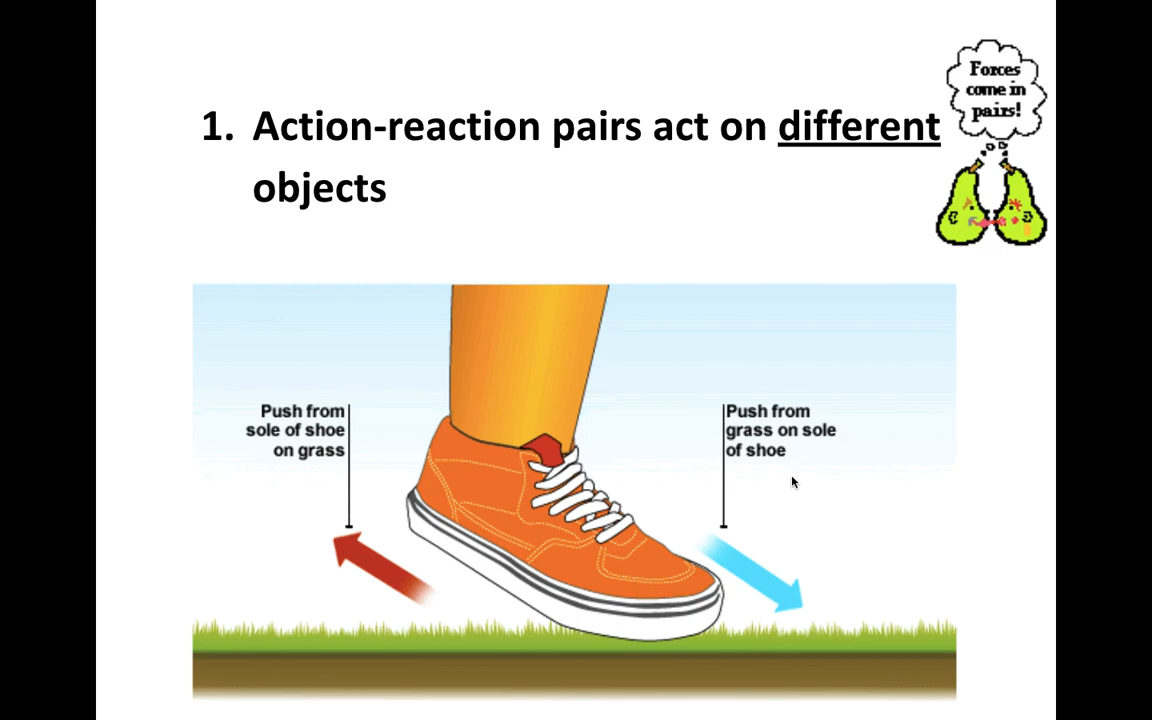 1. Action-reaction pairs act on different
objects
Forces
come in
pairs!
Push from
sole of shoe
on grass
Push from
grass on sole
of shoe